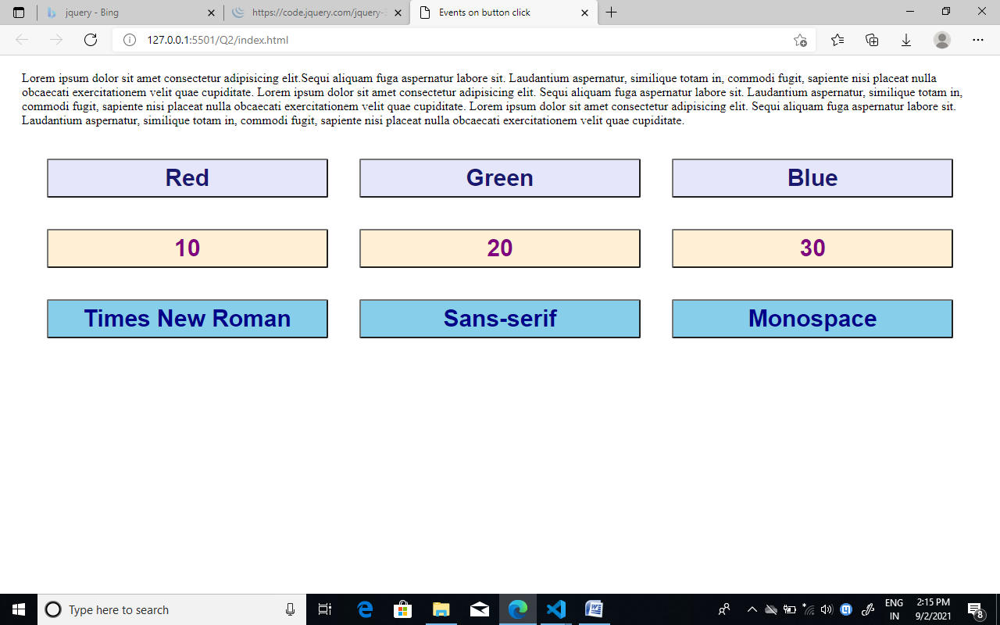 jquery - Bing
https://code.jquery.com/jquery-
Events on button click
127.0.0.1:5501/Q2/index.html
Lorem ipsum dolor sit amet consectetur adipisicing elit.Sequi aliquam fuga aspernatur labore sit. Laudantium aspernatur, similique totam in, commodi fugit, sapiente nisi placeat nulla
obcaecati exercitationem velit quae cupiditate. Lorem ipsum dolor sit amet consectetur adipisicing elit. Sequi aliquam fuga aspernatur labore sit. Laudantium aspernatur, similique totam in,
commodi fugit, sapiente nisi placeat nulla obcaecati exercitationem velit quae cupiditate. Lorem ipsum dolor sit amet consectetur adipisicing elit. Sequi aliquam fuga aspernatur labore sit.
Laudantium aspernatur, similique totam in, commodi fugit, sapiente nisi placeat nulla obcaecati exercitationem velit quae cupiditate.
Red Green Blue
10 20 30
Times New Roman Sans-serif Monospace
Type here to search
ENG
IN
2:15 PM
9/2/2021
8